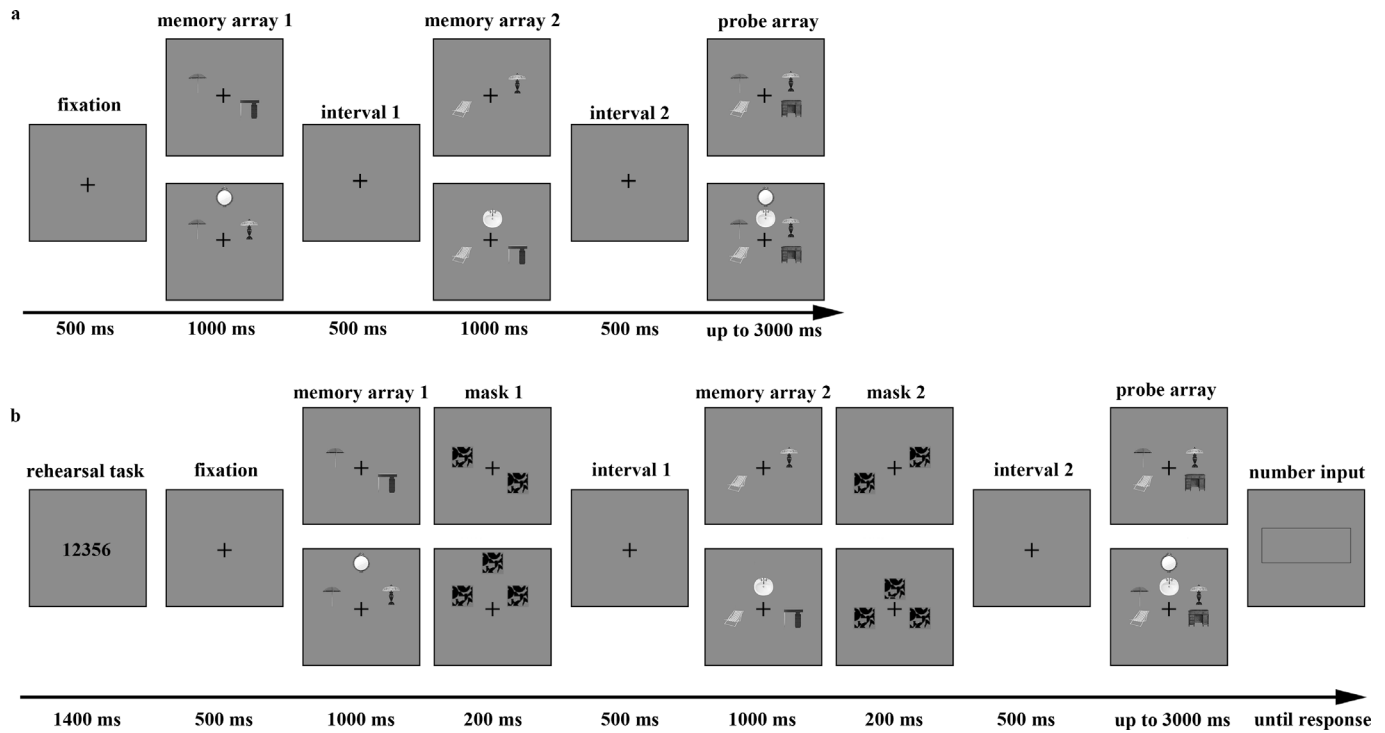 a
memory array 1
memory array 2
probe array
fixation
interval 1
interval 2
500 ms
1000 ms
500 ms
1000 ms
500 ms
up to 3000 ms
b
memory array 1
mask 1
memory array 2
mask 2
probe array
rehearsal task
fixation
interval 1
interval 2
number input
12356
1400 ms
500 ms
1000 ms
200 ms
500 ms
1000 ms
200 ms
500 ms
up to 3000 ms
until response